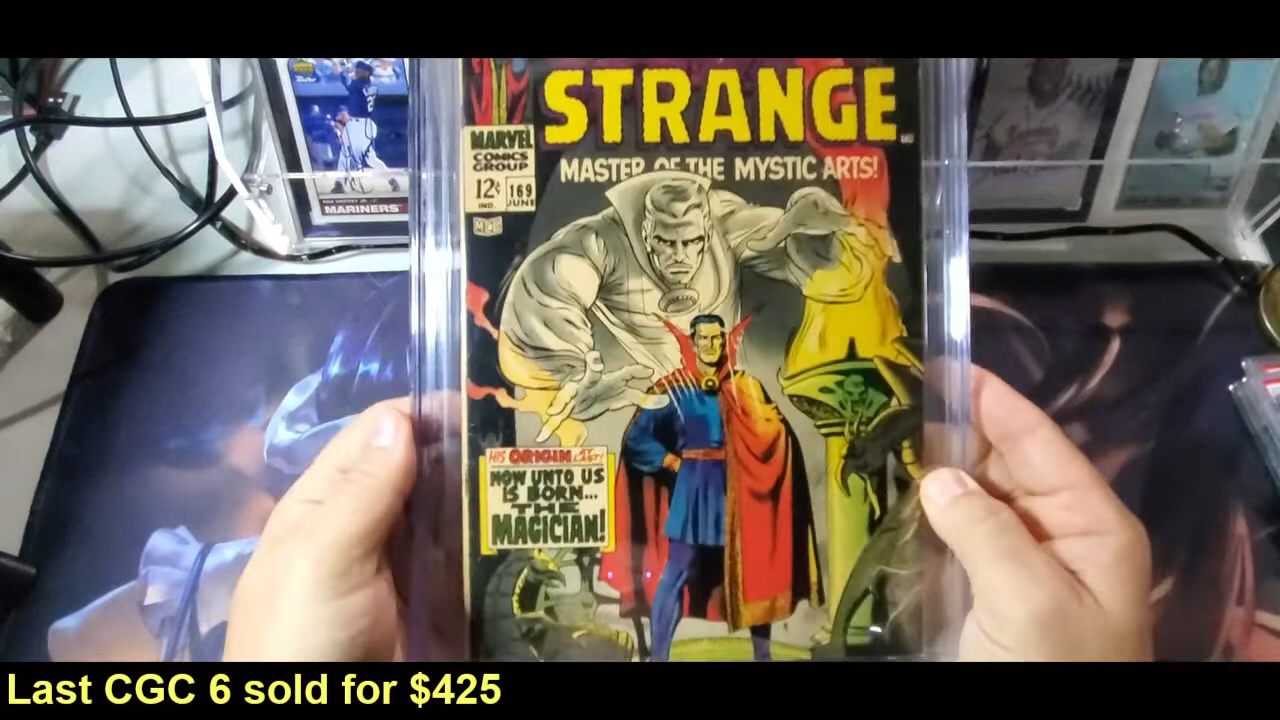 STRANGE
MASTER OF THE MYSTIC ARTS!
MARVEL
COMICS
GROUP
12¢
IND.
169
JUNE
HIS ORIGIN AT LAST!
NOW UNTO US
IS BORN...
THE
MAGICIAN!
MARINERS
Last CGC 6 sold for $425